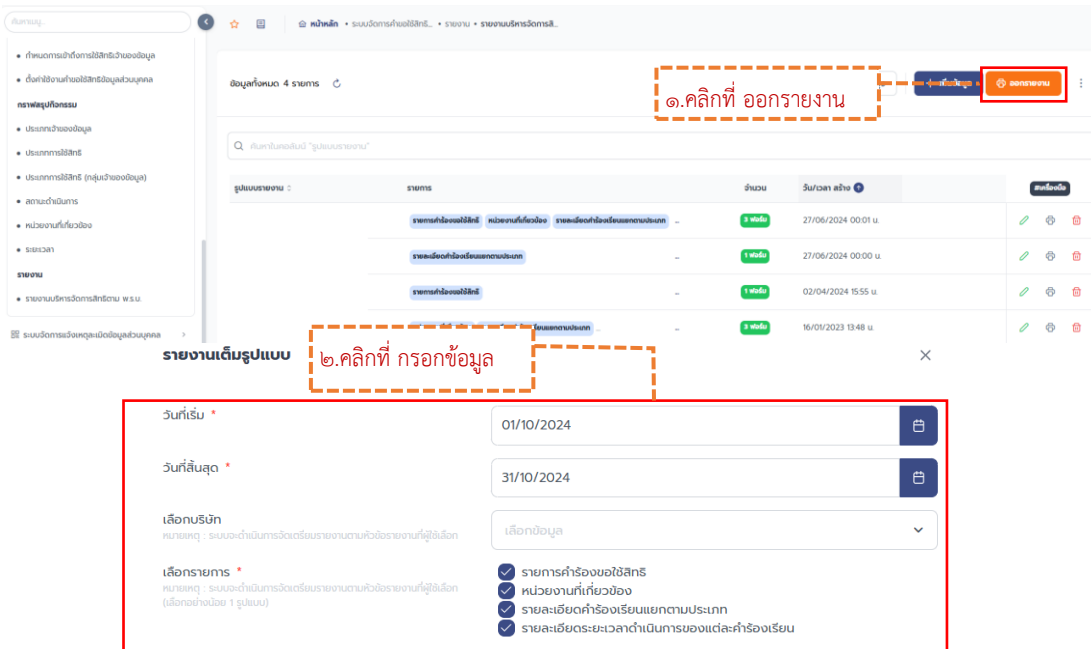 ค้นหาเมนู..
หน้าหลัก • ระบบจัดการคำขอใช้สิทธิ์... • รายงาน • รายงานบริหารจัดการสิ..
กำหนดการเข้าถึงการใช้สิทธิเจ้าของข้อมูล
ตั้งค่าใช้งานคำขอใช้สิทธิข้อมูลส่วนบุคคล
กราฟสรุปกิจกรรม
ประเภทเจ้าของข้อมูล
ประเภทการใช้สิทธิ
ประเภทการใช้สิทธิ (กลุ่มเจ้าของข้อมูล)
สถานะดำเนินการ
หน่วยงานที่เกี่ยวข้อง
ระยะเวลา
รายงาน
รายงานบริหารจัดการสิทธิตาม พ.ร.บ.
ระบบจัดการแจ้งเหตุละเมิดข้อมูลส่วนบุคคล
ข้อมูลทั้งหมด 4 รายการ
๑.คลิกที่ ออกรายงาน
ออกรายงาน
ค้นหาในคอลัมน์ "รูปแบบรายงาน"
รูปแบบรายงาน รายการ จำนวน วัน/เวลา สร้าง #เครื่องมือ
รายการคำร้องขอใช้สิทธิ หน่วยงานที่เกี่ยวข้อง รายละเอียดคำร้องเรียนแยกตามประเภท ... 3 ฟอร์ม 27/06/2024 00:01 น.
รายละเอียดคำร้องเรียนแยกตามประเภท ... 1 ฟอร์ม 27/06/2024 00:00 น.
รายการคำร้องขอใช้สิทธิ ... 1 ฟอร์ม 02/04/2024 15:55 น.
เรียนแยกตามประเภท ... 3 ฟอร์ม 16/01/2023 13:48 น.
รายงานเต็มรูปแบบ
๒.คลิกที่ กรอกข้อมูล
วันที่เริ่ม * 01/10/2024
วันที่สิ้นสุด * 31/10/2024
เลือกบริษัท เลือกข้อมูล
หมายเหตุ : ระบบจะดำเนินการจัดเตรียมรายงานตามหัวข้อรายงานที่ผู้ใช้เลือก
เลือกรายการ *
หมายเหตุ : ระบบจะดำเนินการจัดเตรียมรายงานตามหัวข้อรายงานที่ผู้ใช้เลือก
(เลือกอย่างน้อย 1 รูปแบบ)
รายการคำร้องขอใช้สิทธิ
หน่วยงานที่เกี่ยวข้อง
รายละเอียดคำร้องเรียนแยกตามประเภท
รายละเอียดระยะเวลาดำเนินการของแต่ละคำร้องเรียน